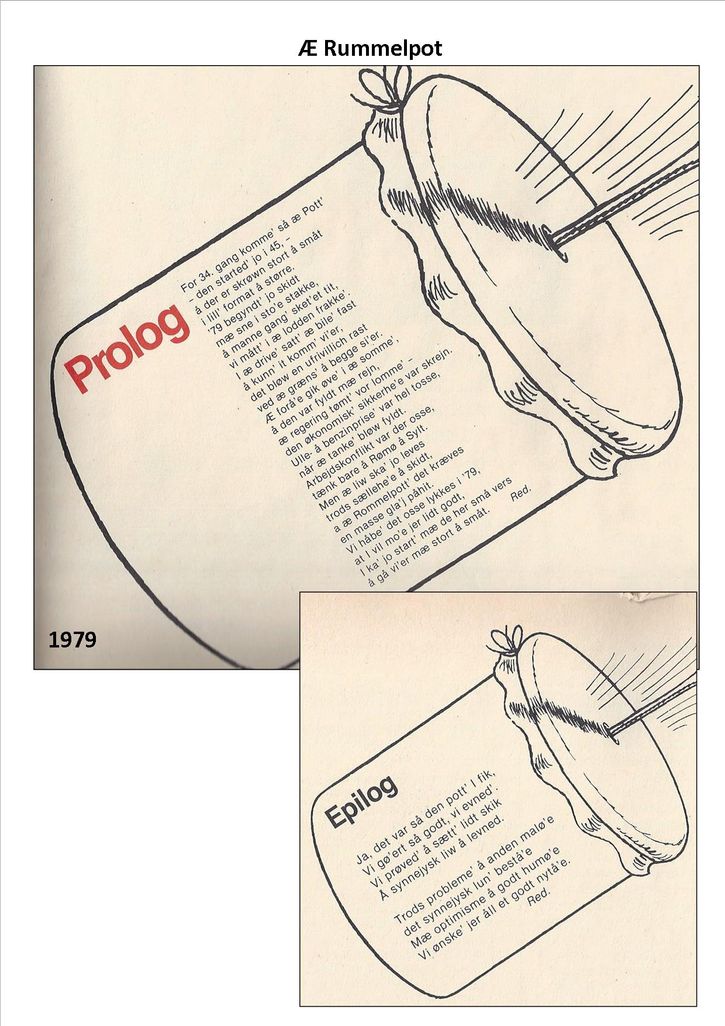 Æ Rummelpot
Prolog
For 34. gang komme' så æ Pott'
- den started' jo i 45, -
å der er skrøwn stort å småt
I lill' format å større.
'79 begyndt' jo skidt
mæ sne i sto'e stakke,
å manne gang' sket'et tit,
vi mått' i æ lodden frakke'.
I æ drive' satt' æ bile' fast
å kunn' it komm' vi'er,
det bløw en ufrivillich rast
ved æ græns' å begge si'er.
Æ forå'e gik øve' i æ somme',
å den var fyldt mæ rejn,
æ regering tømt' vor lomme' -
den økonomisk' sikkerhe'e var skrejn.
Ulle- å benzinprise' var hel tosse,
når æ tanke' bløw fyldt.
Arbejdskonflikt var der osse,
tænk bare å Rømø å Sylt.
Men æ liw ska' jo leves
trods sællehe'e å skidt,
a æ Rommelpott' det kræves
en masse gla'j påhit.
Vi håbe' det osse lykkes i '79,
at I vil mo'e jer lidt godt,
I ka' jo start' mæ de her små vers
å gå vi'er mæ stort å småt.
Red.
1979
Epilog
Ja, det var så den pott' I fik,
Vi gø'ert så godt, vi evned'.
Vi prøved' å sætt' lidt skik
Å synnejysk liw å levned.
Trods probleme' å anden malø'e
det synnejysk lun' bestå'e
Mæ optimisme å godt humø'e
Vi ønske' jer åll et godt nytå'e.
Red.